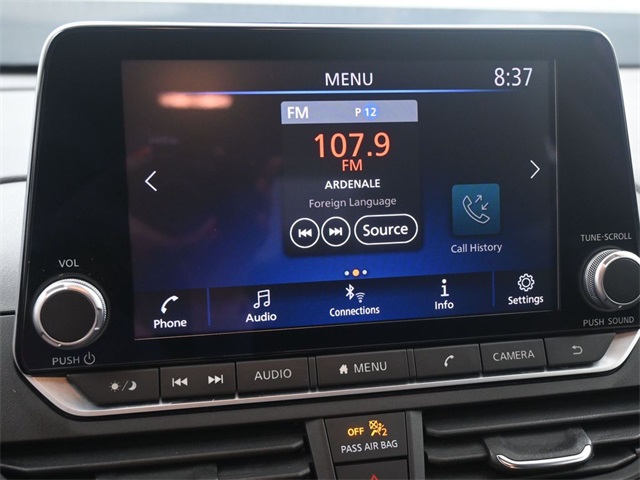 MENU 8:37
FM P 12
107.9
FM
ARDENALE
Foreign Language
Source
Call History
Phone Audio Connections Info Settings
VOL
PUSH
TUNE·SCROLL
PUSH SOUND
AUDIO MENU CAMERA
OFF 2
PASS AIR BAG